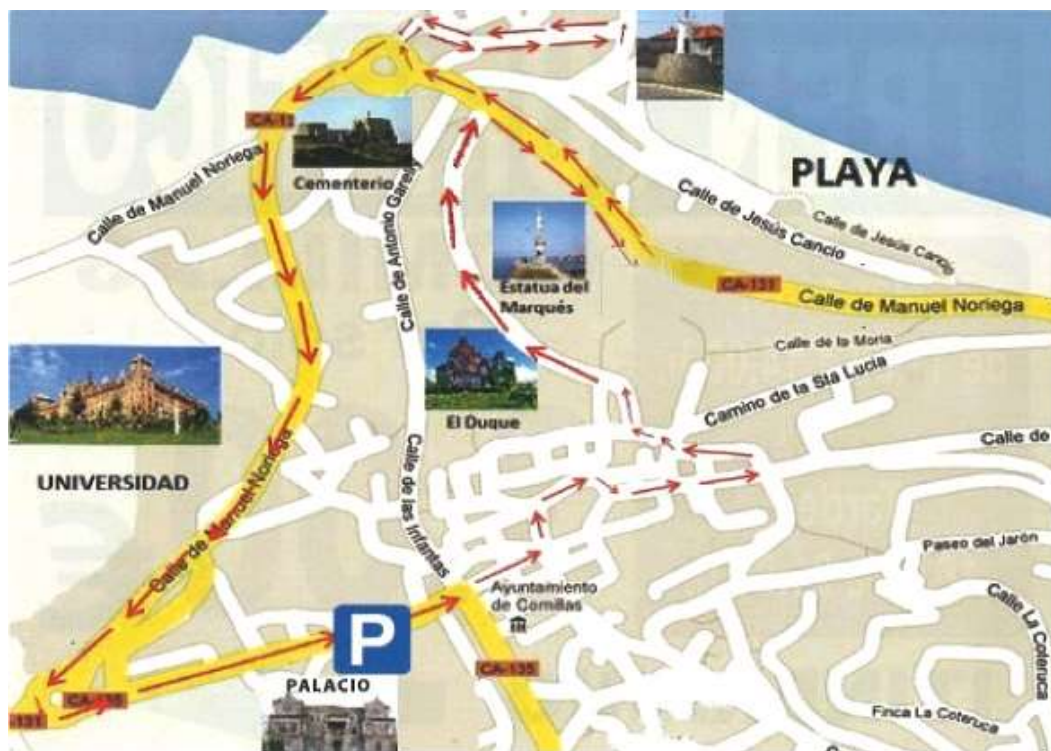 CA-13
Calle de Manuel Noriega
Cementerio
Calle de Antonio Garelly
PLAYA
Calle de Jesús Cancio
Calle de Jesús Cancio
Estatua del
Marqués
CA-131
Calle de Manuel Noriega
Calle de la Moria
Camino de la Sta Lucia
El Duque
Calle de
UNIVERSIDAD
Calle de las Infantas
Calle de Manuel Noriega
Paseo del Jarón
Ayuntamiento
de Comillas
Calle La Coteruca
P
CA-135
PALACIO
CA-135
-131
Finca La Coteruca